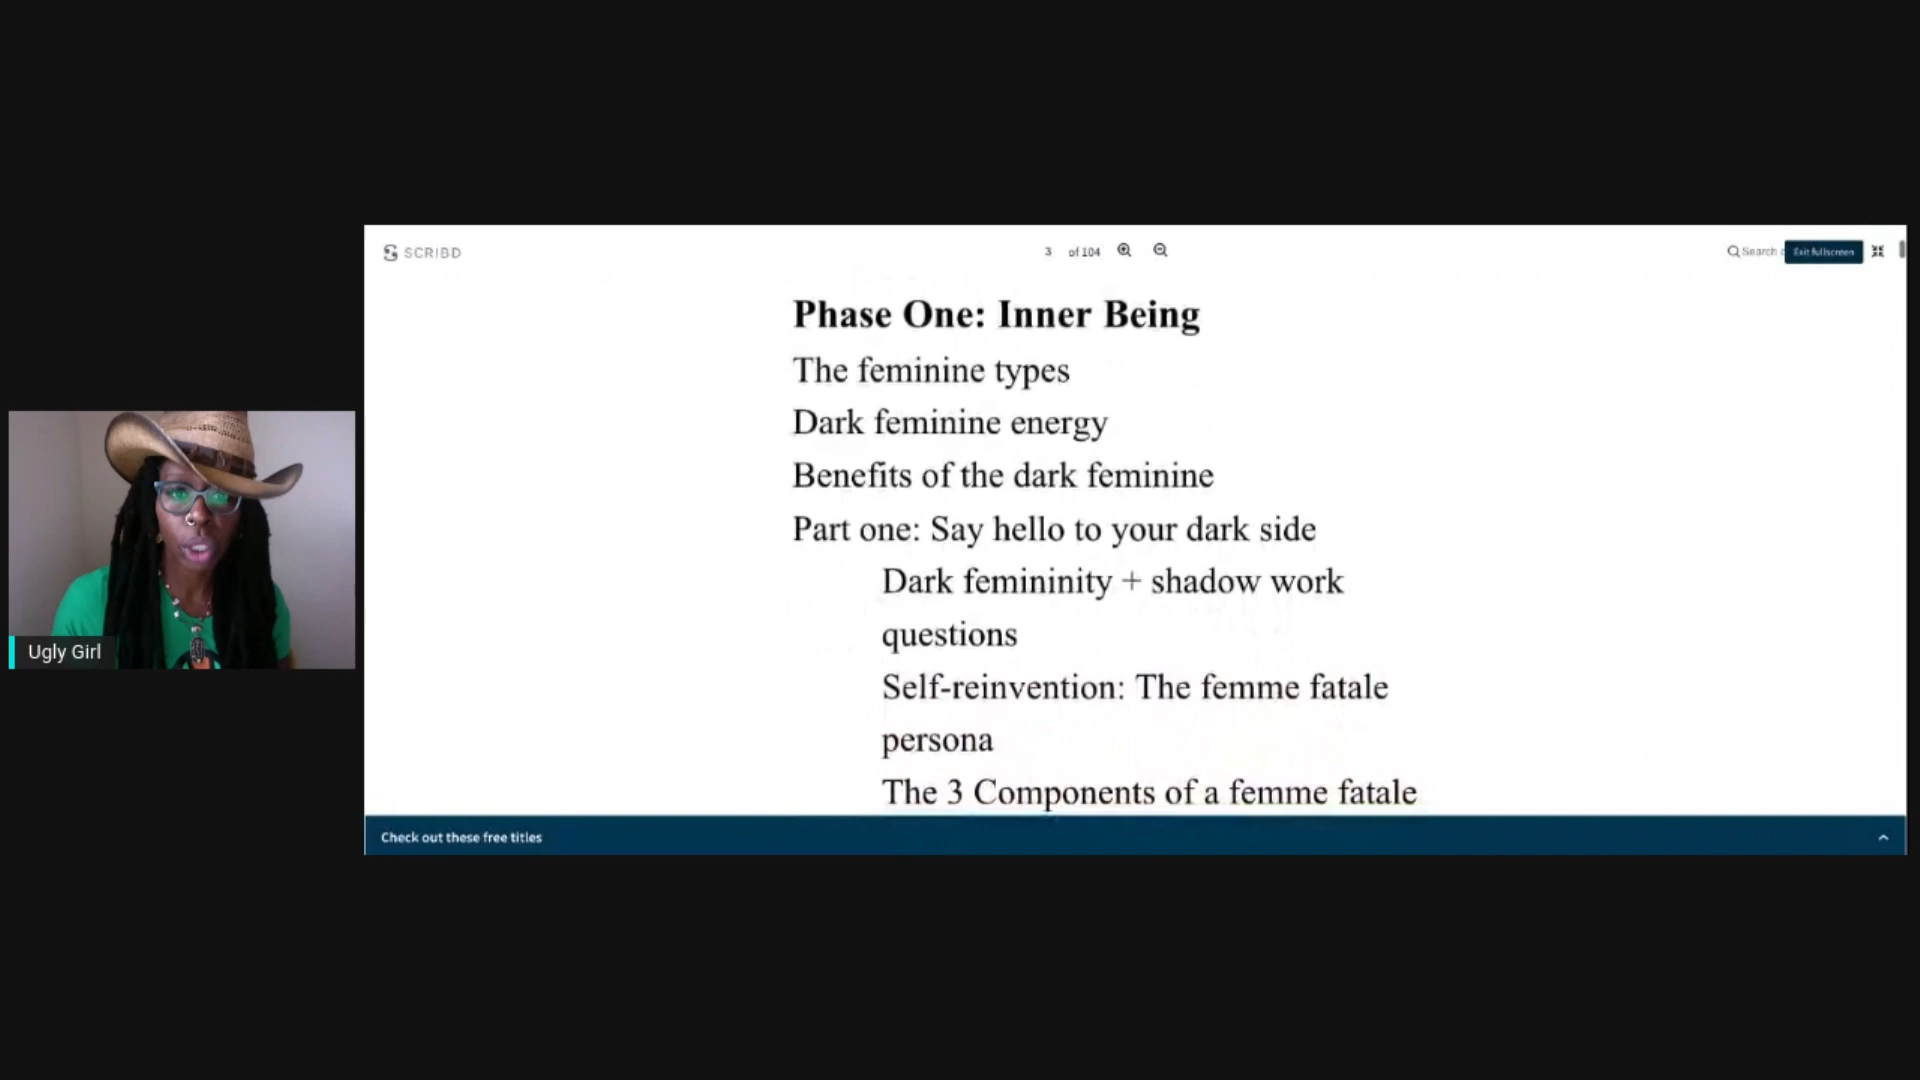 SCRIBD
3 of 104
Search
Exit fullscreen
Phase One: Inner Being
The feminine types
Dark feminine energy
Benefits of the dark feminine
Part one: Say hello to your dark side
Dark femininity + shadow work
questions
Self-reinvention: The femme fatale
persona
The 3 Components of a femme fatale
Ugly Girl
Check out these free titles